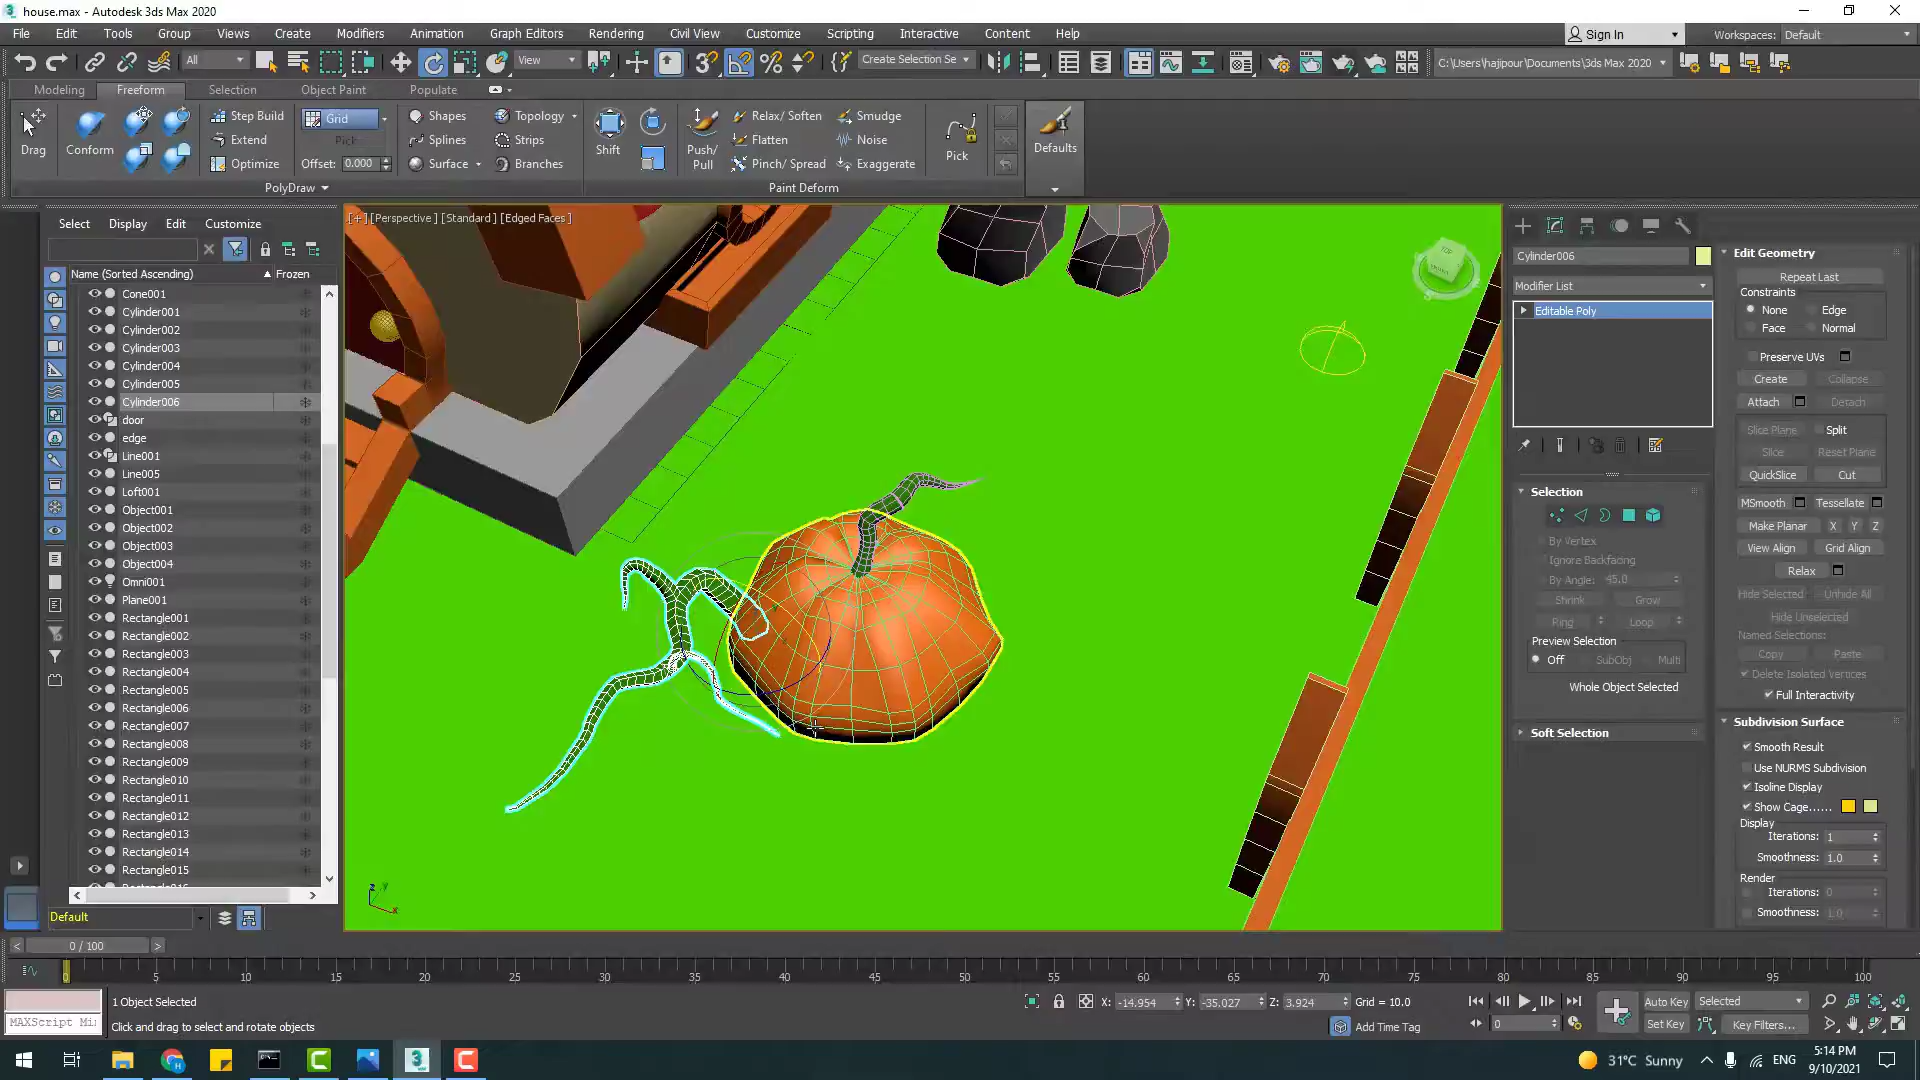 house.max - Autodesk 3ds Max 2020
File Edit Tools Group Views Create Modifiers Animation Graph Editors Rendering Civil View Customize Scripting Interactive Content Help
Sign In
Workspaces: Default
All
View
Create Selection Se
C:\Users\hajipour\Documents\3ds Max 2020
Modeling Freeform Selection Object Paint Populate
Drag
Conform
Step Build
Extend
Optimize
Grid
Pick
Offset: 0.000
Shapes
Splines
Surface
Topology
Strips
Branches
PolyDraw
Shift
Push/
Pull
Relax/ Soften
Flatten
Pinch/ Spread
Smudge
Noise
Exaggerate
Pick
Defaults
Paint Deform
Select Display Edit Customize
Name (Sorted Ascending) Frozen
Cone001
Cylinder001
Cylinder002
Cylinder003
Cylinder004
Cylinder005
Cylinder006
door
edge
Line001
Line005
Loft001
Object001
Object002
Object003
Object004
Omni001
Plane001
Rectangle001
Rectangle002
Rectangle003
Rectangle004
Rectangle005
Rectangle006
Rectangle007
Rectangle008
Rectangle009
Rectangle010
Rectangle011
Rectangle012
Rectangle013
Rectangle014
Rectangle015
Default
[+] [Perspective ] [Standard ] [Edged Faces ]
TOP
z y
x
Cylinder006
Modifier List
Editable Poly
Selection
By Vertex
Ignore Backfacing
By Angle: 45.0
Shrink Grow
Ring Loop
Preview Selection
Off SubObj Multi
Whole Object Selected
Soft Selection
Edit Geometry
Repeat Last
Constraints
None Edge
Face Normal
Preserve UVs
Create Collapse
Attach Detach
Slice Plane Split
Slice Reset Plane
QuickSlice Cut
MSmooth Tessellate
Make Planar X Y Z
View Align Grid Align
Relax
Hide Selected Unhide All
Hide Unselected
Named Selections:
Copy Paste
Delete Isolated Vertices
Full Interactivity
Subdivision Surface
Smooth Result
Use NURMS Subdivision
Isoline Display
Show Cage......
Display
Iterations: 1
Smoothness: 1.0
Render
Iterations: 0
Smoothness: 1.0
< 0 / 100 >
0 5 10 15 20 25 30 35 40 45 50 55 60 65 70 75 80 85 90 95 100
1 Object Selected
X: -14.954 Y: -35.027 Z: 3.924 Grid = 10.0
Auto Key Selected
MAXScript Mi
Click and drag to select and rotate objects
Add Time Tag
0
Set Key Key Filters...
31°C Sunny
ENG
5:14 PM
9/10/2021